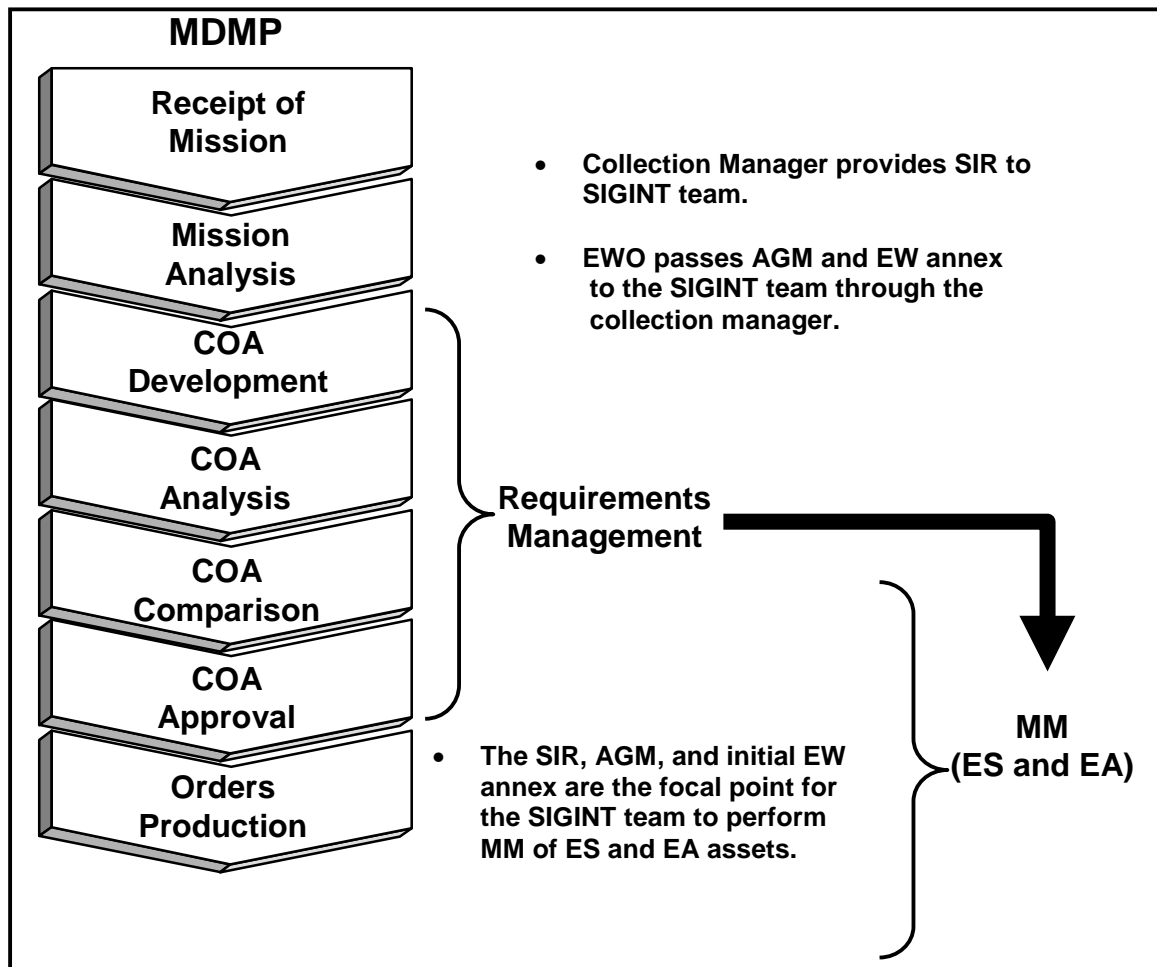 MDMP
Receipt of
Mission
Mission
Analysis
COA
Development
COA
Analysis
COA
Comparison
COA
Approval
Orders
Production
• Collection Manager provides SIR to
SIGINT team.
• EWO passes AGM and EW annex
to the SIGINT team through the
collection manager.
Requirements
Management
• The SIR, AGM, and initial EW
annex are the focal point for
the SIGINT team to perform
MM of ES and EA assets.
MM
(ES and EA)